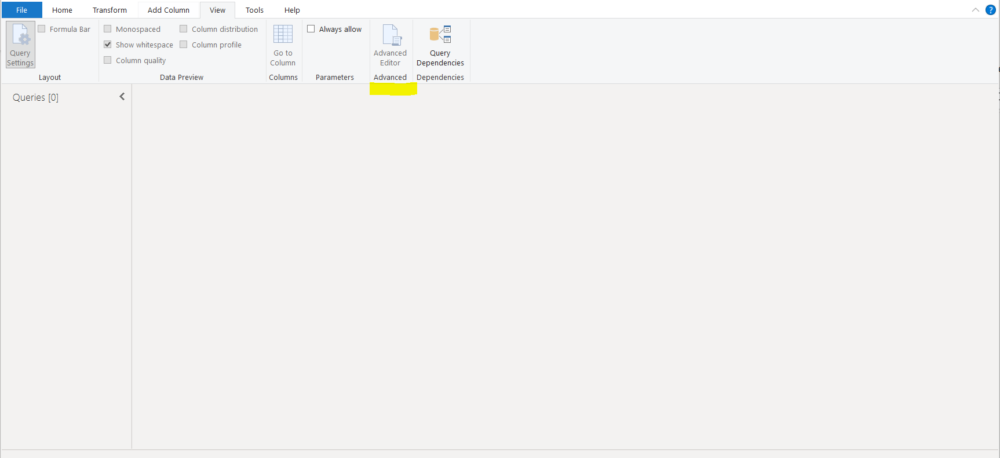 File Home Transform Add Column View Tools Help ?
Formula Bar Monospaced Column distribution Always allow
Show whitespace Column profile
Query Settings Column quality Go to Column Advanced Editor Query Dependencies
Layout Data Preview Columns Parameters Advanced Dependencies
Queries [0]